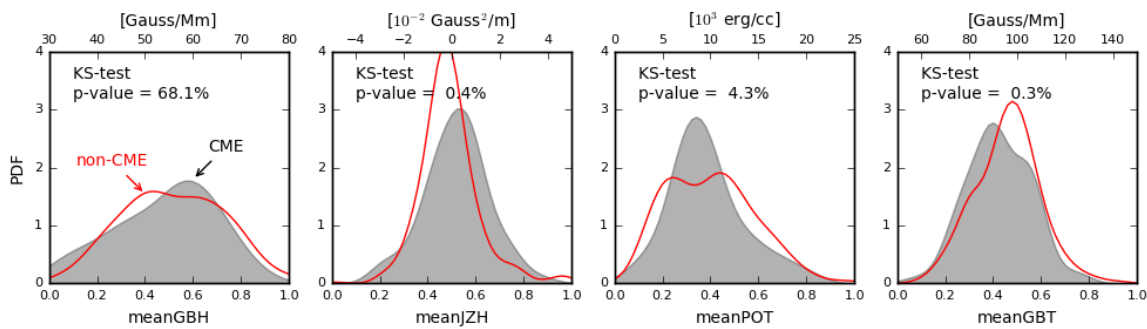 [Gauss/Mm] [10⁻² Gauss²/m] [10³ erg/cc] [Gauss/Mm]
30 40 50 60 70 80 −4 −2 0 2 4 0 5 10 15 20 25 60 80 100 120 140
4 4 4 4
KS-test KS-test KS-test KS-test
p-value = 68.1% p-value = 0.4% p-value = 4.3% p-value = 0.3%
3 3 3 3
non-CME CME
PDF
2 2 2 2
1 1 1 1
0 0 0 0
0.0 0.2 0.4 0.6 0.8 1.0 0.0 0.2 0.4 0.6 0.8 1.0 0.0 0.2 0.4 0.6 0.8 1.0 0.0 0.2 0.4 0.6 0.8 1.0
meanGBH meanJZH meanPOT meanGBT